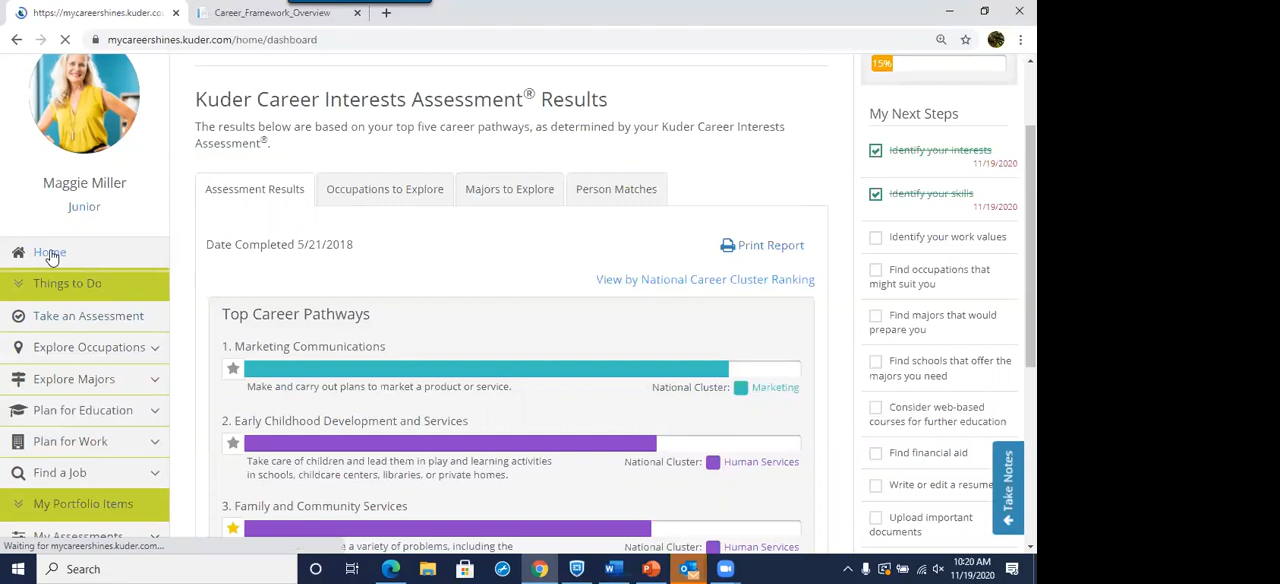 https://mycareershines.kuder.co
Career_Framework_Overview
mycareershines.kuder.com/home/dashboard
15%
Kuder Career Interests Assessment® Results
The results below are based on your top five career pathways, as determined by your Kuder Career Interests
Assessment®.
My Next Steps
Identify your interests
11/19/2020
Identify your skills
11/19/2020
Identify your work values
Find occupations that
might suit you
Find majors that would
prepare you
Find schools that offer the
majors you need
Consider web-based
courses for further education
Find financial aid
Write or edit a resume
Upload important
documents
Take Notes
Maggie Miller
Junior
Home
Things to Do
Take an Assessment
Explore Occupations
Explore Majors
Plan for Education
Plan for Work
Find a Job
My Portfolio Items
My Assessments
Assessment Results
Occupations to Explore
Majors to Explore
Person Matches
Date Completed 5/21/2018
Print Report
View by National Career Cluster Ranking
Top Career Pathways
1. Marketing Communications
Make and carry out plans to market a product or service.
National Cluster: Marketing
2. Early Childhood Development and Services
Take care of children and lead them in play and learning activities
in schools, childcare centers, libraries, or private homes.
National Cluster: Human Services
3. Family and Community Services
e a variety of problems, including the
National Cluster: Human Services
Waiting for mycareershines.kuder.com...
Search
10:20 AM
11/19/2020